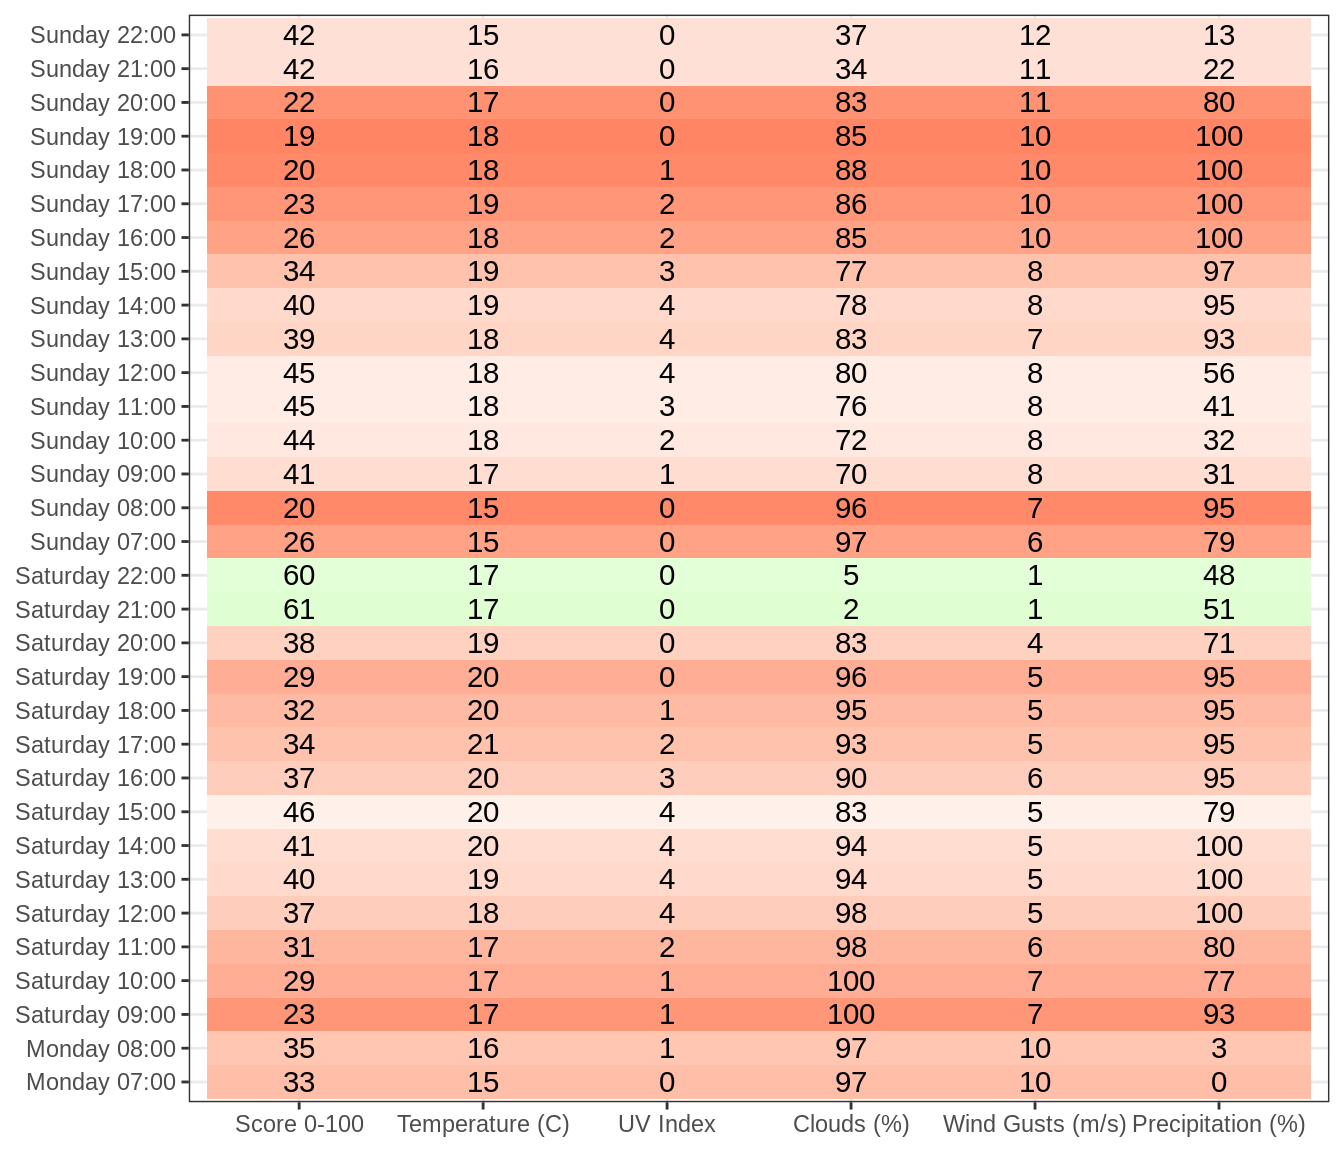 Sunday 22:00 42 15 0 37 12 13
Sunday 21:00 42 16 0 34 11 22
Sunday 20:00 22 17 0 83 11 80
Sunday 19:00 19 18 0 85 10 100
Sunday 18:00 20 18 1 88 10 100
Sunday 17:00 23 19 2 86 10 100
Sunday 16:00 26 18 2 85 10 100
Sunday 15:00 34 19 3 77 8 97
Sunday 14:00 40 19 4 78 8 95
Sunday 13:00 39 18 4 83 7 93
Sunday 12:00 45 18 4 80 8 56
Sunday 11:00 45 18 3 76 8 41
Sunday 10:00 44 18 2 72 8 32
Sunday 09:00 41 17 1 70 8 31
Sunday 08:00 20 15 0 96 7 95
Sunday 07:00 26 15 0 97 6 79
Saturday 22:00 60 17 0 5 1 48
Saturday 21:00 61 17 0 2 1 51
Saturday 20:00 38 19 0 83 4 71
Saturday 19:00 29 20 0 96 5 95
Saturday 18:00 32 20 1 95 5 95
Saturday 17:00 34 21 2 93 5 95
Saturday 16:00 37 20 3 90 6 95
Saturday 15:00 46 20 4 83 5 79
Saturday 14:00 41 20 4 94 5 100
Saturday 13:00 40 19 4 94 5 100
Saturday 12:00 37 18 4 98 5 100
Saturday 11:00 31 17 2 98 6 80
Saturday 10:00 29 17 1 100 7 77
Saturday 09:00 23 17 1 100 7 93
Monday 08:00 35 16 1 97 10 3
Monday 07:00 33 15 0 97 10 0
Score 0-100 Temperature (C) UV Index Clouds (%) Wind Gusts (m/s) Precipitation (%)